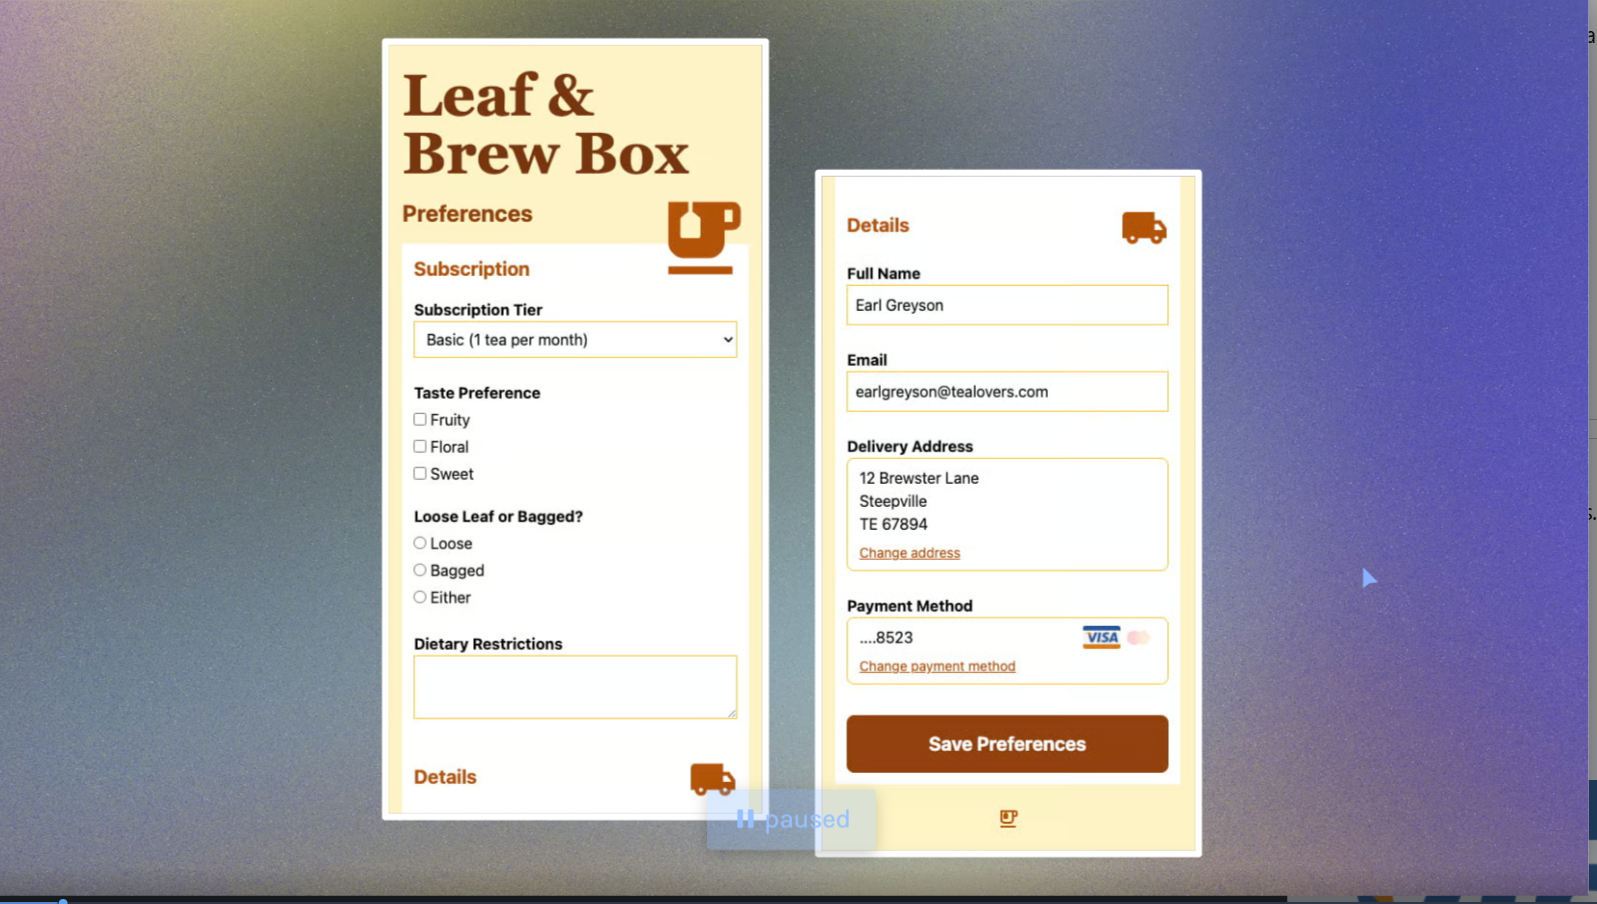 Leaf &
Brew Box
Preferences
Subscription
Subscription Tier
Basic (1 tea per month)
Taste Preference
Fruity
Floral
Sweet
Loose Leaf or Bagged?
Loose
Bagged
Either
Dietary Restrictions
Details
Details
Full Name
Earl Greyson
Email
earlgreyson@tealovers.com
Delivery Address
12 Brewster Lane
Steepville
TE 67894
Change address
Payment Method
....8523
VISA
Change payment method
Save Preferences
paused